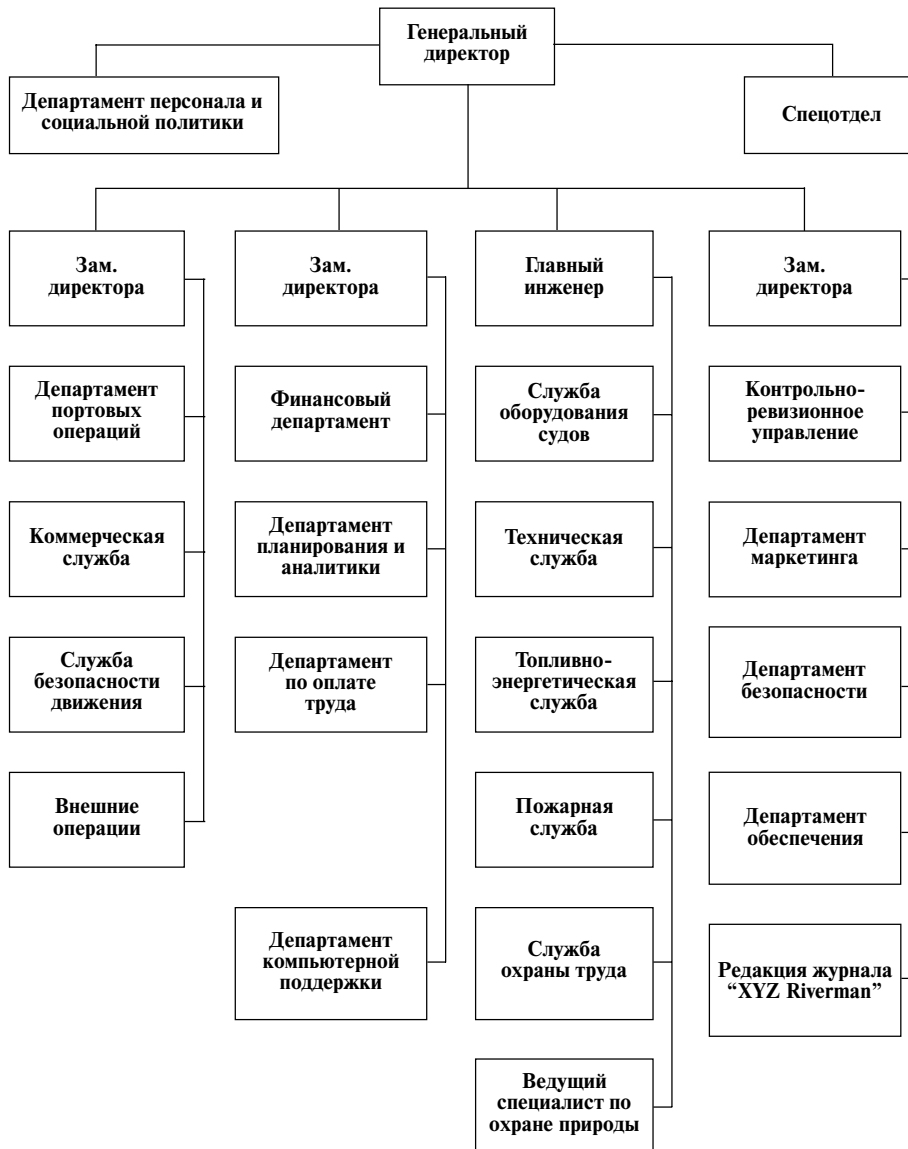 Генеральный
директор
Департамент персонала и
социальной политики
Спецотдел
Зам.
директора
Зам.
директора
Главный
инженер
Зам.
директора
Департамент
портовых
операций
Финансовый
департамент
Служба
оборудования
судов
Контрольно-
ревизионное
управление
Коммерческая
служба
Департамент
планирования и
аналитики
Техническая
служба
Департамент
маркетинга
Служба
безопасности
движения
Департамент
по оплате
труда
Топливно-
энергетическая
служба
Департамент
безопасности
Внешние
операции
Пожарная
служба
Департамент
обеспечения
Департамент
компьютерной
поддержки
Служба
охраны труда
Редакция журнала
“XYZ Riverman”
Ведущий
специалист по
охране природы